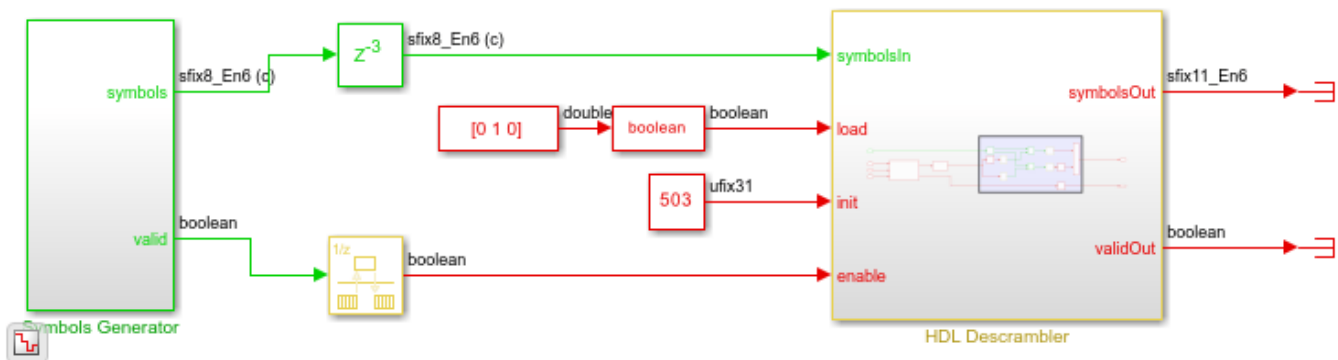 symbols
sfix8_En6 (c)
z-3
sfix8_En6 (c)
symbolsIn
[0 1 0]
double
boolean
boolean
load
503
ufix31
init
symbolsOut
sfix11_En6
valid
boolean
1/z
boolean
enable
validOut
boolean
Symbols Generator
HDL Descrambler